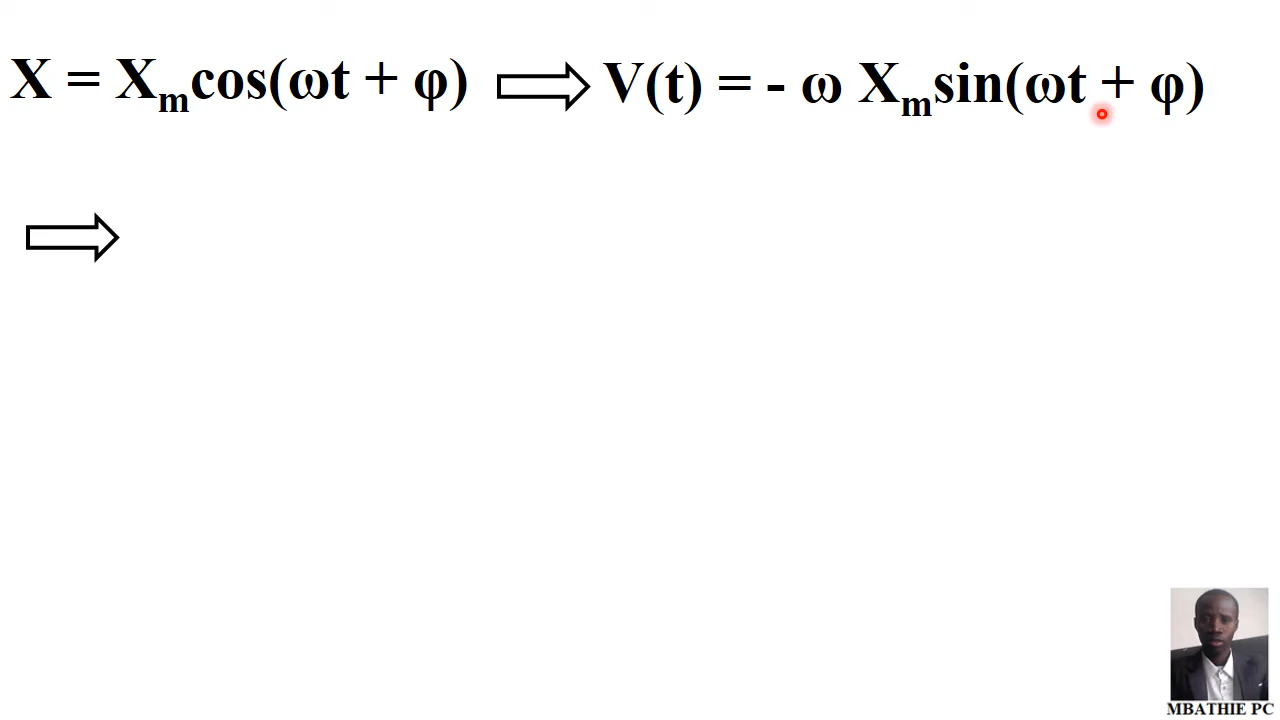 X = Xₘcos(ωt + φ) ⇒ V(t) = - ω Xₘsin(ωt + φ)
⇒
MBATHIE PC